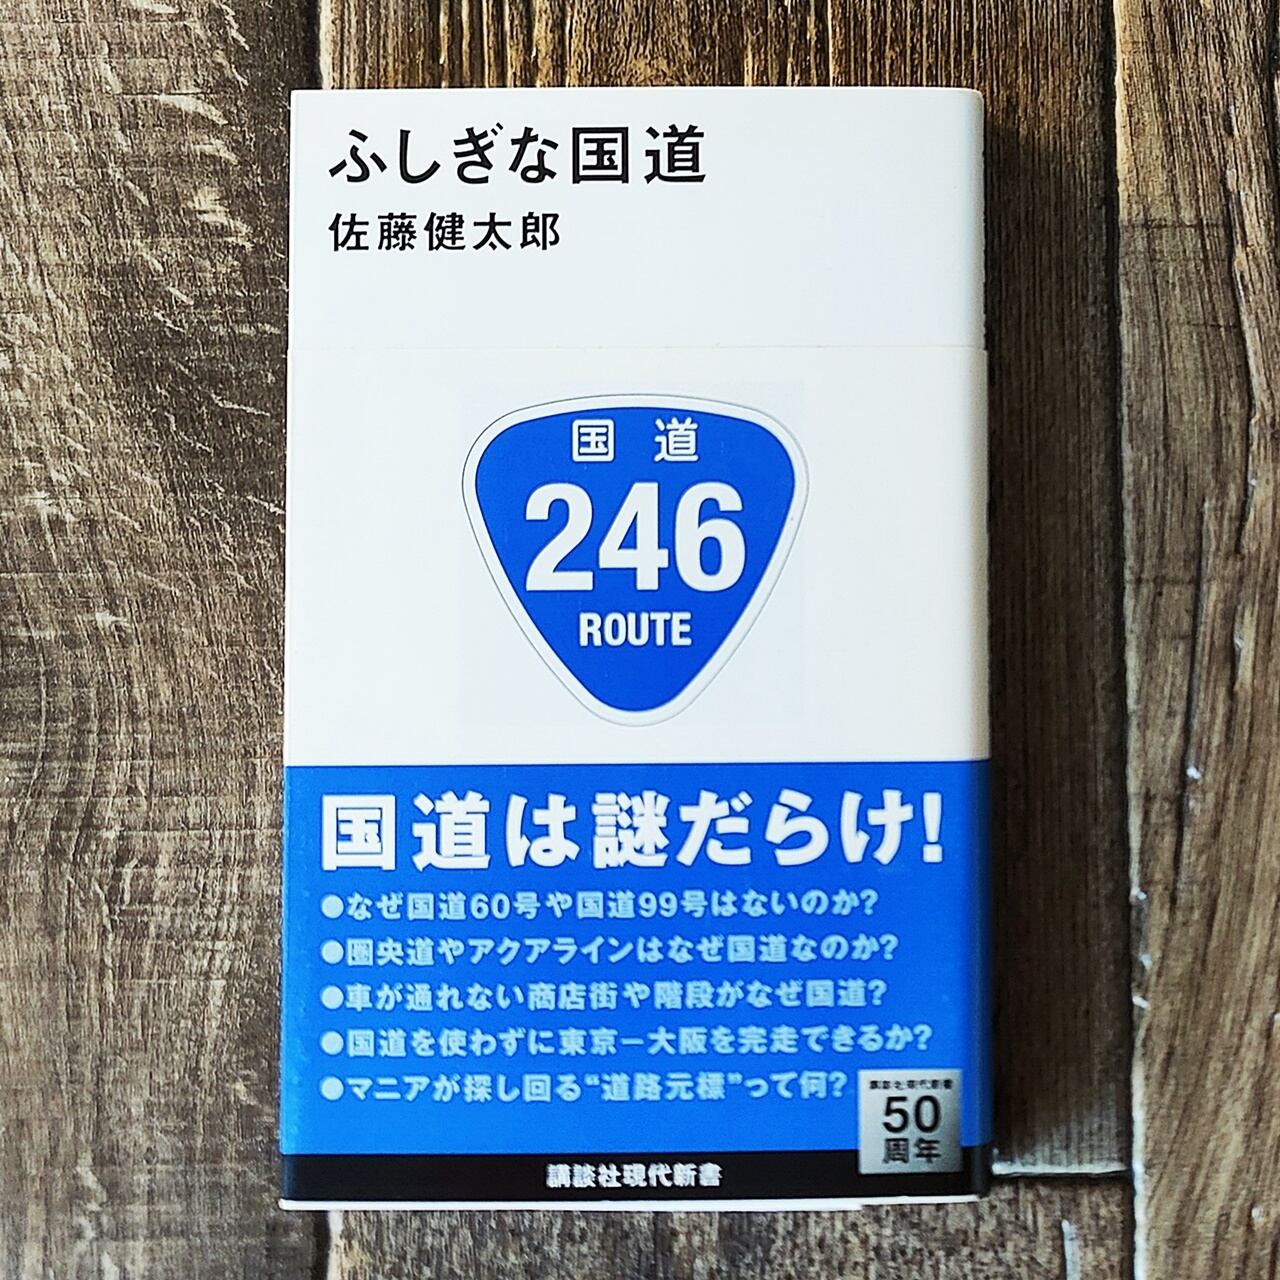 ふしぎな国道
佐藤健太郎
国道
246
ROUTE
国道は謎だらけ!
●なぜ国道60号や国道99号はないのか?
●圏央道やアクアラインはなぜ国道なのか?
●車が通れない商店街や階段がなぜ国道?
●国道を使わずに東京ー大阪を完走できるか?
●マニアが探し回る“道路元標”って何?
講談社現代新書
50
周年
講談社現代新書